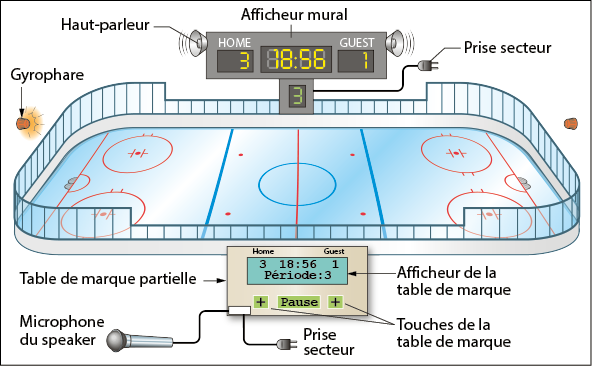 Afficheur mural
Haut-parleur
HOME
GUEST
3
18:56
1
Prise secteur
Gyrophare
3
Home
Guest
3 18:56 1
Période:3
Table de marque partielle
Afficheur de la
table de marque
+ Pause +
Microphone
du speaker
Touches de la
table de marque
Prise
secteur